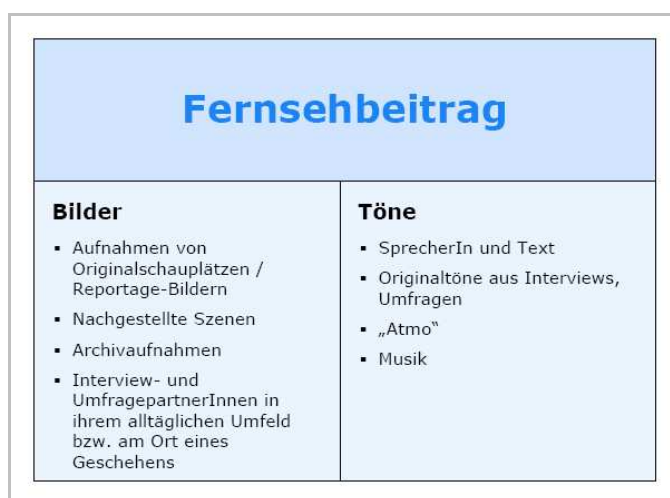 Fernsehbeitrag
Bilder
▪ Aufnahmen von
Originalschauplätzen /
Reportage-Bildern
▪ Nachgestellte Szenen
▪ Archivaufnahmen
▪ Interview- und
UmfragepartnerInnen in
ihrem alltäglichen Umfeld
bzw. am Ort eines
Geschehens
Töne
▪ SprecherIn und Text
▪ Originaltöne aus Interviews,
Umfragen
▪ „Atmo“
▪ Musik